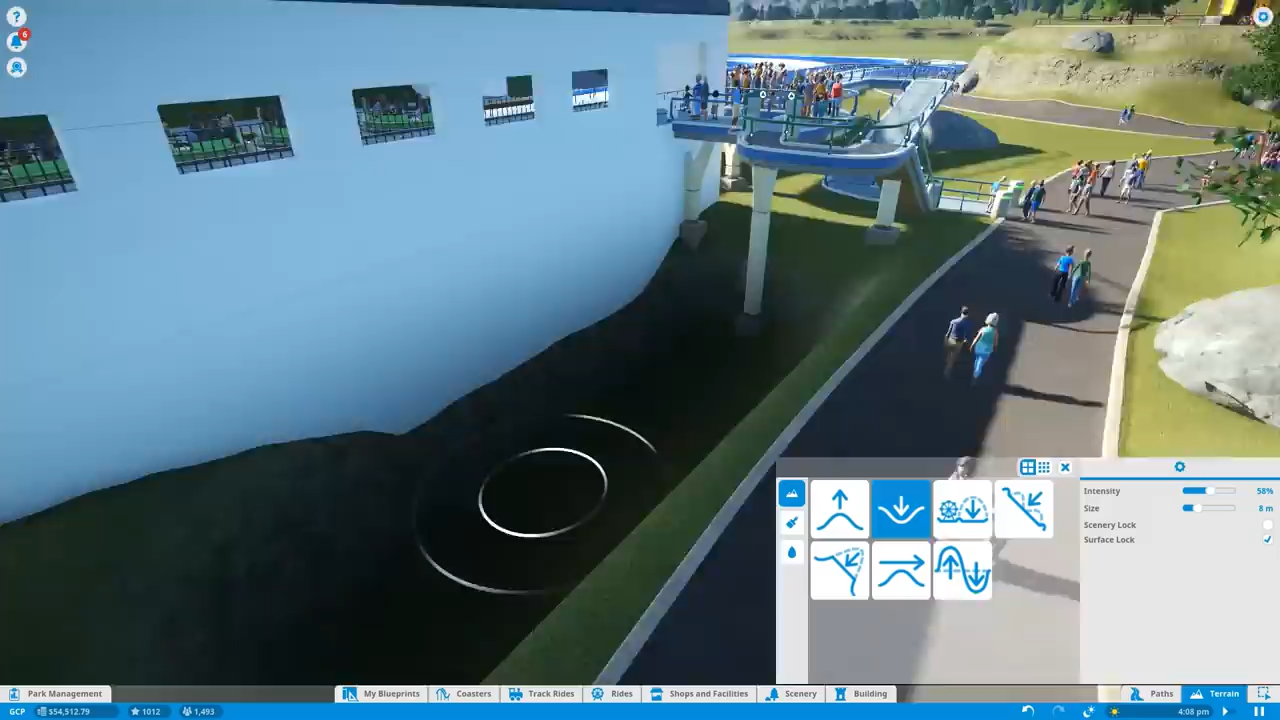 ?
6
Intensity 58%
Size 8 m
Scenery Lock
Surface Lock
Park Management My Blueprints Coasters Track Rides Rides Shops and Facilities Scenery Building Paths Terrain
GCP $54,512.79 1012 1,493 4:08 pm